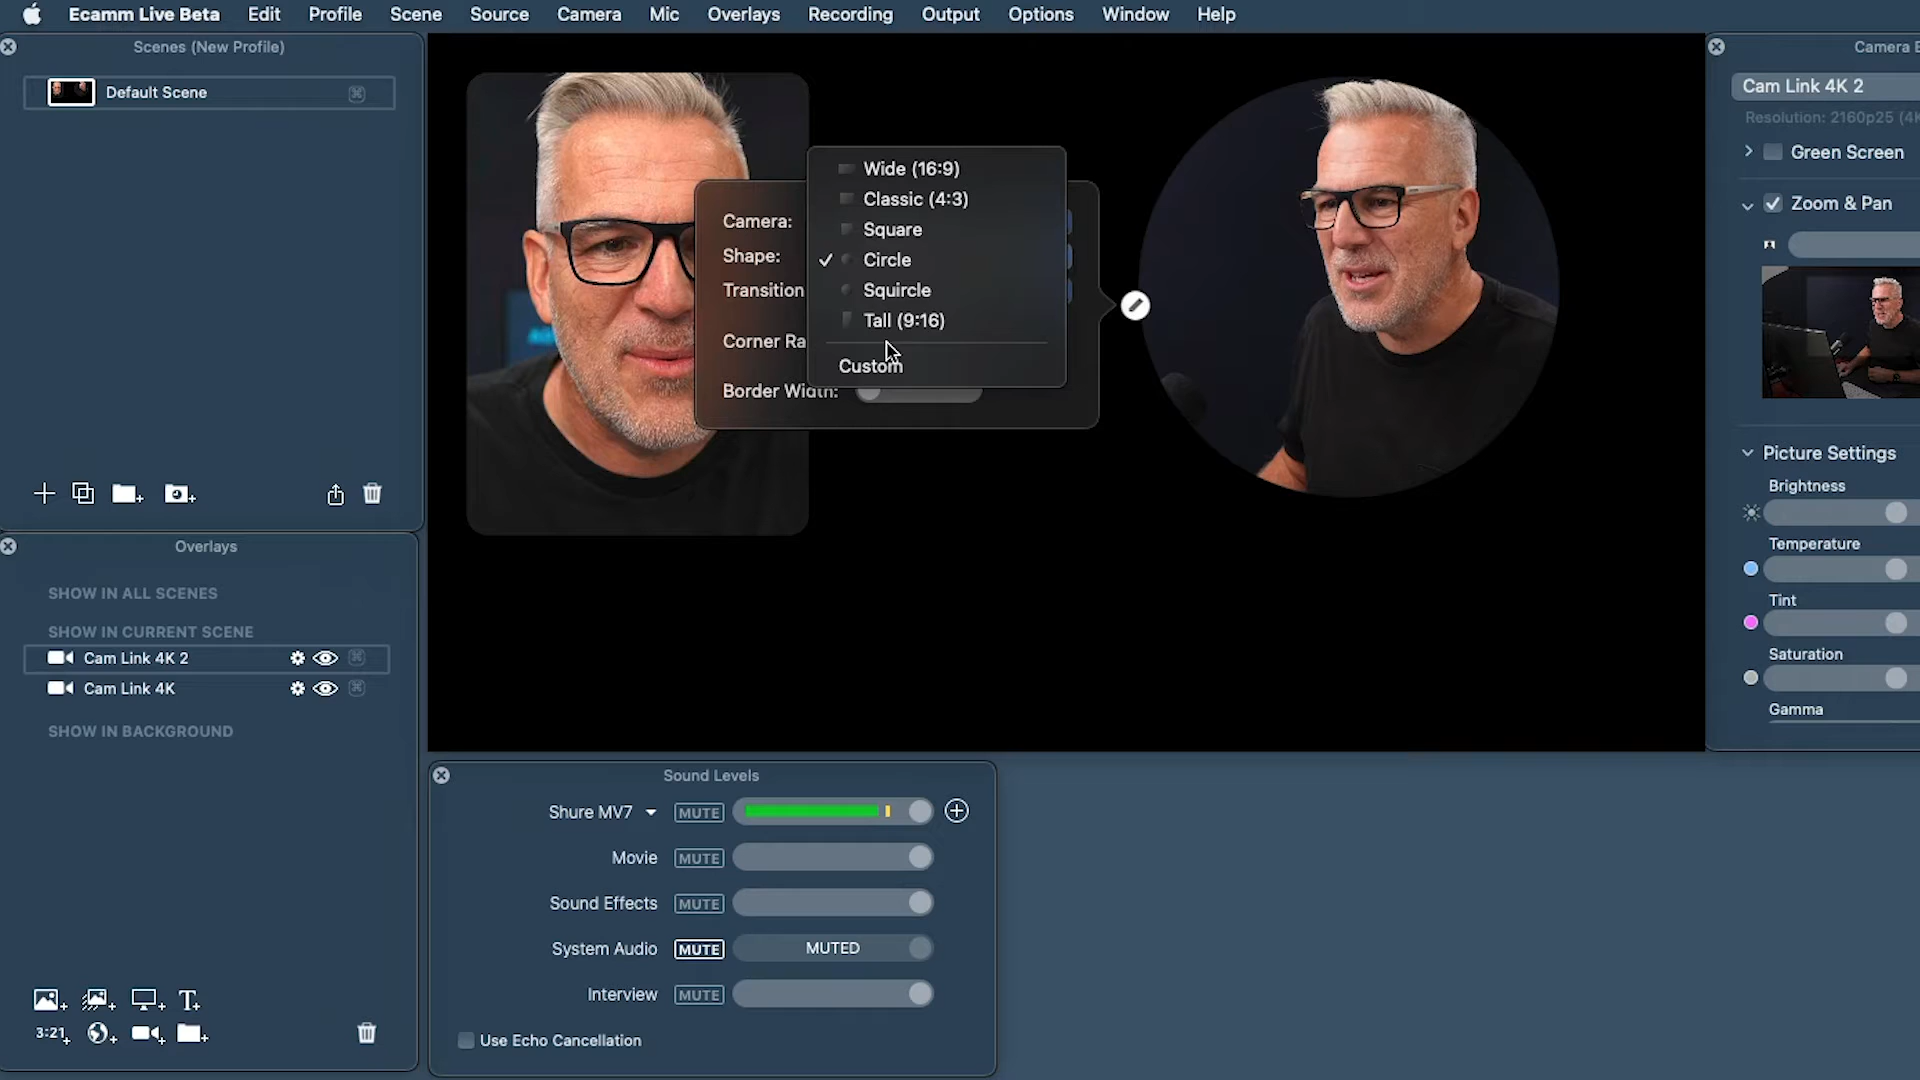 Ecamm Live Beta Edit Profile Scene Source Camera Mic Overlays Recording Output Options Window Help
Scenes (New Profile)
Default Scene
Overlays
SHOW IN ALL SCENES
SHOW IN CURRENT SCENE
Cam Link 4K 2
Cam Link 4K
SHOW IN BACKGROUND
3:21
Camera:
Shape:
Transition
Corner Ra
Border Width:
Wide (16:9)
Classic (4:3)
Square
Circle
Squircle
Tall (9:16)
Custom
Sound Levels
Shure MV7 MUTE
Movie MUTE
Sound Effects MUTE
System Audio MUTE MUTED
Interview MUTE
Use Echo Cancellation
Camera E
Cam Link 4K 2
Resolution: 2160p25 (4K
Green Screen
Zoom & Pan
Picture Settings
Brightness
Temperature
Tint
Saturation
Gamma